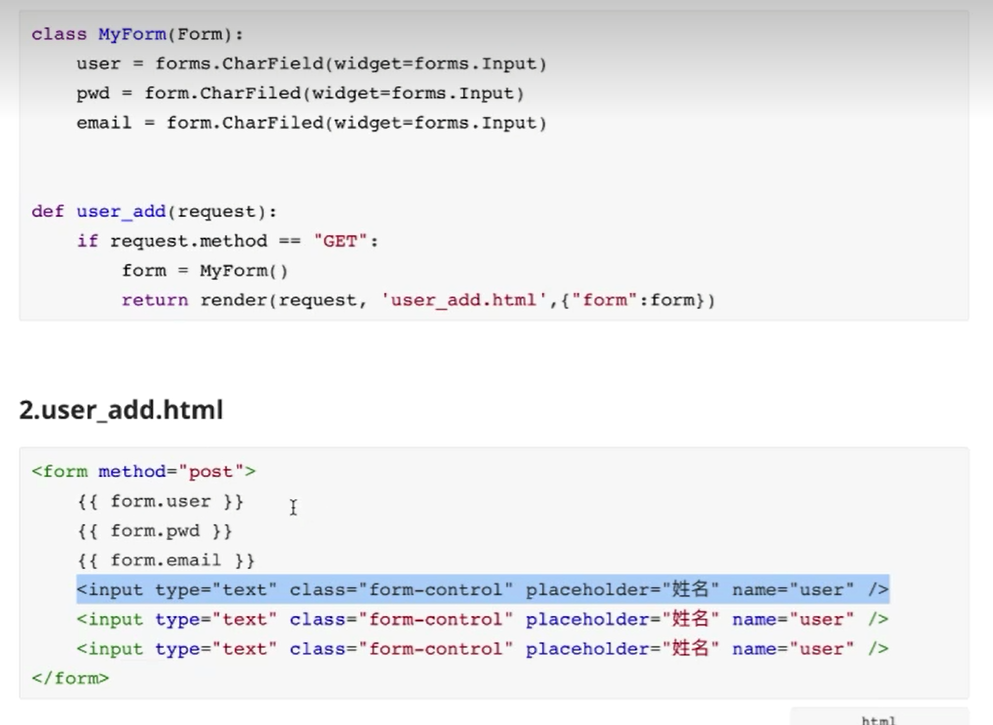 class MyForm(Form):
    user = forms.CharField(widget=forms.Input)
    pwd = form.CharFiled(widget=forms.Input)
    email = form.CharFiled(widget=forms.Input)
def user_add(request):
    if request.method == "GET":
        form = MyForm()
        return render(request, 'user_add.html',{"form":form})
2.user_add.html
<form method="post">
    {{ form.user }}
    {{ form.pwd }}
    {{ form.email }}
    <input type="text" class="form-control" placeholder="姓名" name="user" />
    <input type="text" class="form-control" placeholder="姓名" name="user" />
    <input type="text" class="form-control" placeholder="姓名" name="user" />
</form>
html